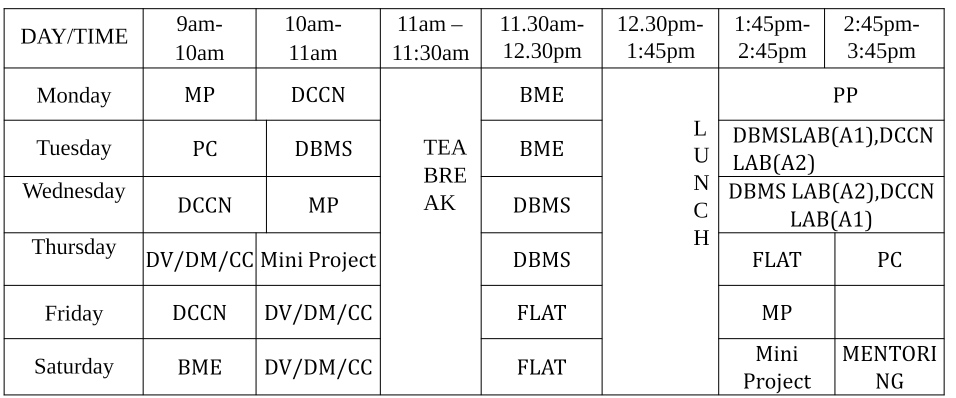 DAY/TIME 9am-10am 10am-11am 11am – 11:30am 11.30am-12.30pm 12.30pm-1:45pm 1:45pm-2:45pm 2:45pm-3:45pm
Monday MP DCCN BME PP
Tuesday PC DBMS TEA BRE AK BME L U N C H DBMSLAB(A1),DCCN LAB(A2)
Wednesday DCCN MP DBMS DBMS LAB(A2),DCCN LAB(A1)
Thursday DV/DM/CC Mini Project DBMS FLAT PC
Friday DCCN DV/DM/CC FLAT MP
Saturday BME DV/DM/CC FLAT Mini Project MENTORI NG